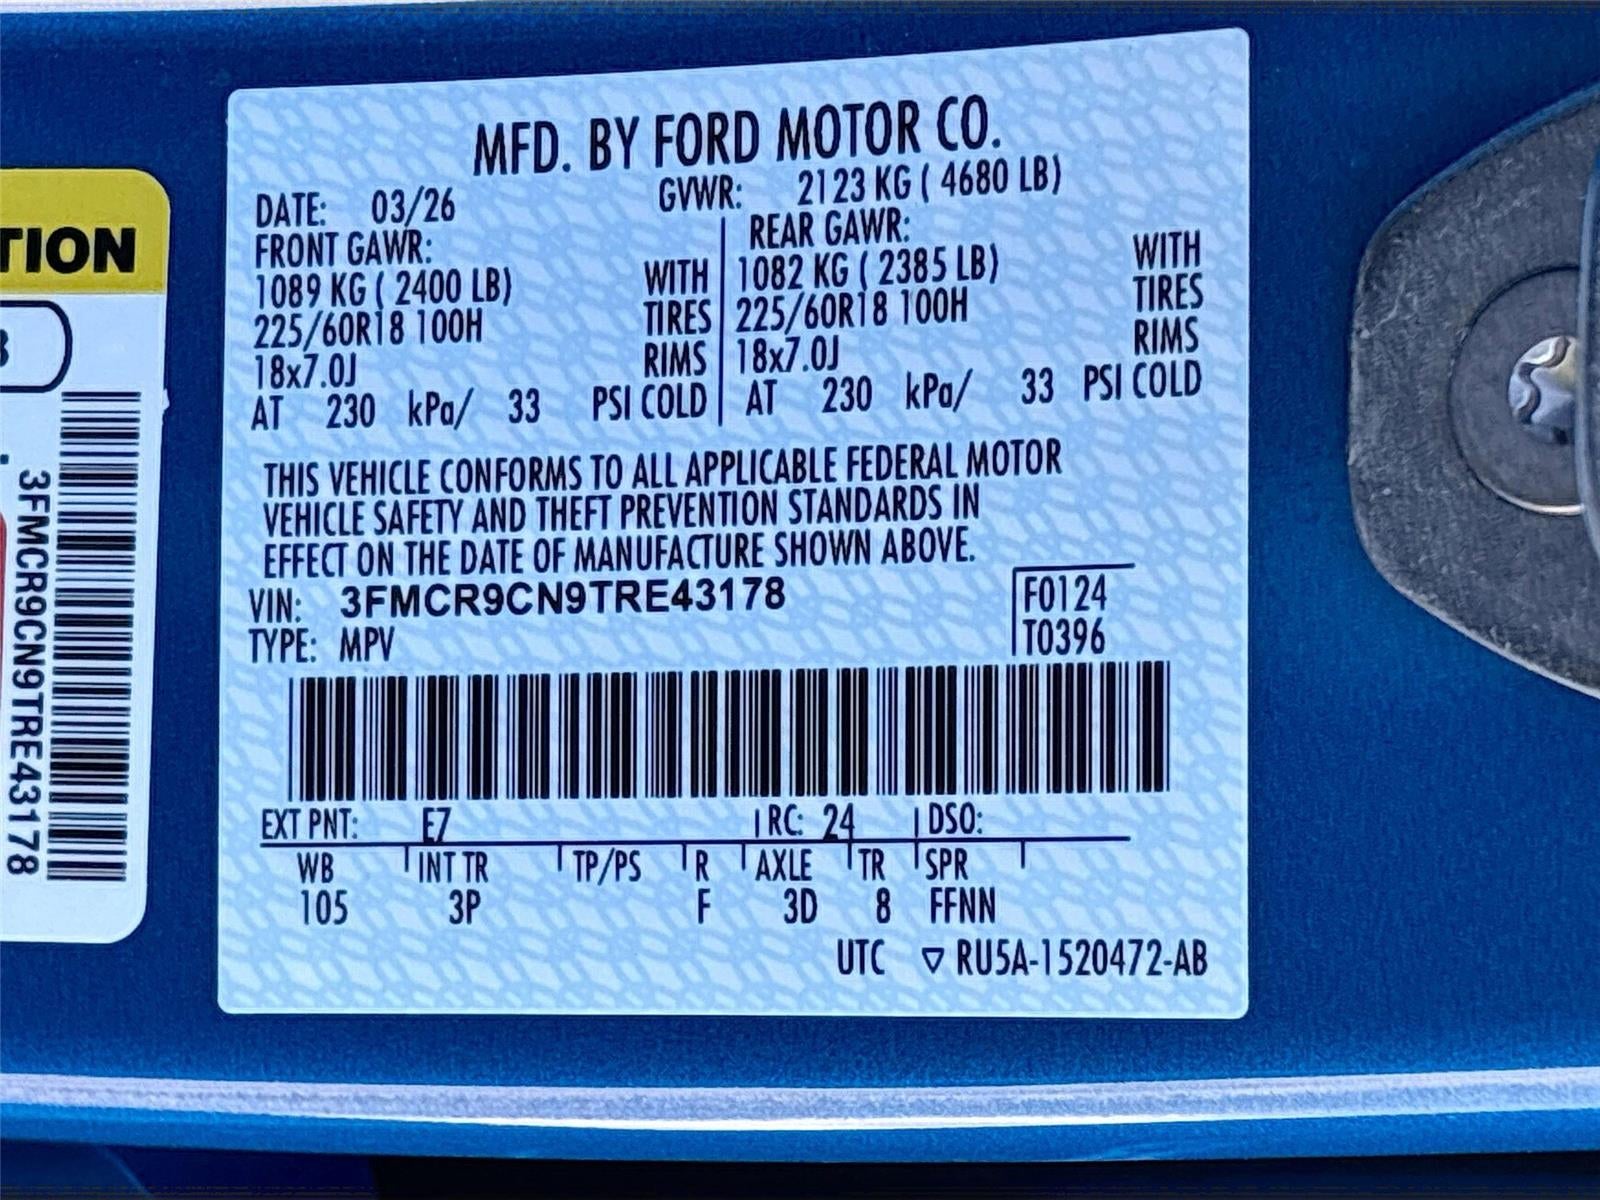 MFD. BY FORD MOTOR CO.
DATE: 03/26 GVWR: 2123 KG ( 4680 LB)
FRONT GAWR: REAR GAWR:
1089 KG ( 2400 LB) WITH 1082 KG ( 2385 LB) WITH
225/60R18 100H TIRES 225/60R18 100H TIRES
18x7.0J RIMS 18x7.0J RIMS
AT 230 kPa/ 33 PSI COLD AT 230 kPa/ 33 PSI COLD
THIS VEHICLE CONFORMS TO ALL APPLICABLE FEDERAL MOTOR
VEHICLE SAFETY AND THEFT PREVENTION STANDARDS IN
EFFECT ON THE DATE OF MANUFACTURE SHOWN ABOVE.
VIN: 3FMCR9CN9TRE43178 F0124
TYPE: MPV T0396
EXT PNT: E7 RC: 24 DSO:
WB INT TR TP/PS R AXLE TR SPR
105 3P F 3D 8 FFNN
UTC ▽ RU5A-1520472-AB
3FMCR9CN9TRE43178